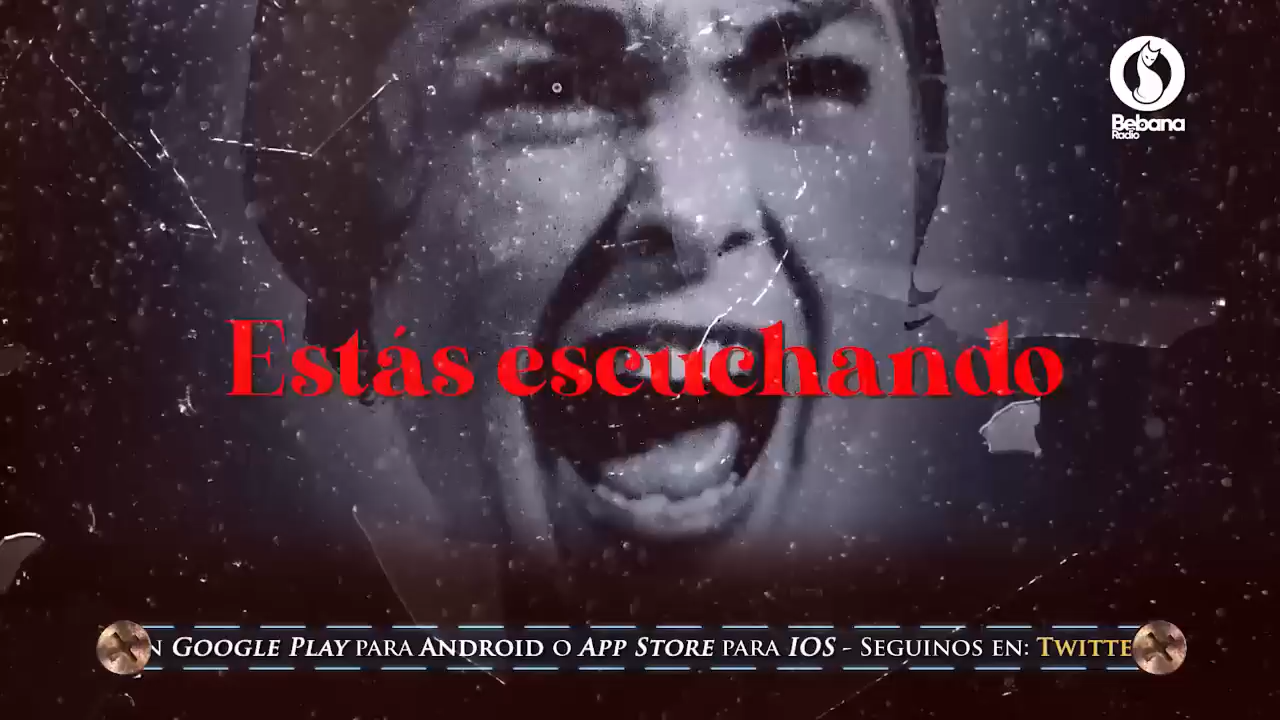 Bebana
Radio
Estás escuchando
N GOOGLE PLAY PARA ANDROID O APP STORE PARA IOS - SEGUINOS EN: TWITTE